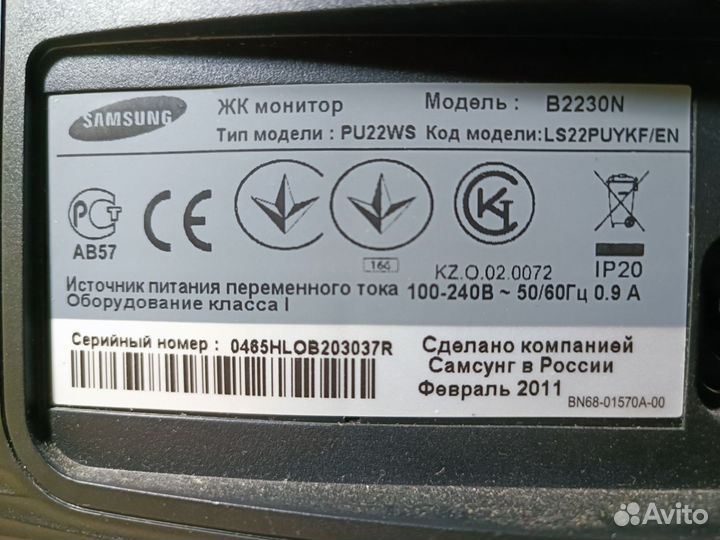 SAMSUNG
ЖК монитор Модель : B2230N
Тип модели : PU22WS Код модели:LS22PUYKF/EN
РСТ
АВ57
CE
166
KZ.O.02.0072
IP20
Источник питания переменного тока 100-240В ~ 50/60Гц 0.9 А
Оборудование класса I
Серийный номер : 0465HLOB203037R
Сделано компанией
Самсунг в России
Февраль 2011
BN68-01570A-00
Avito